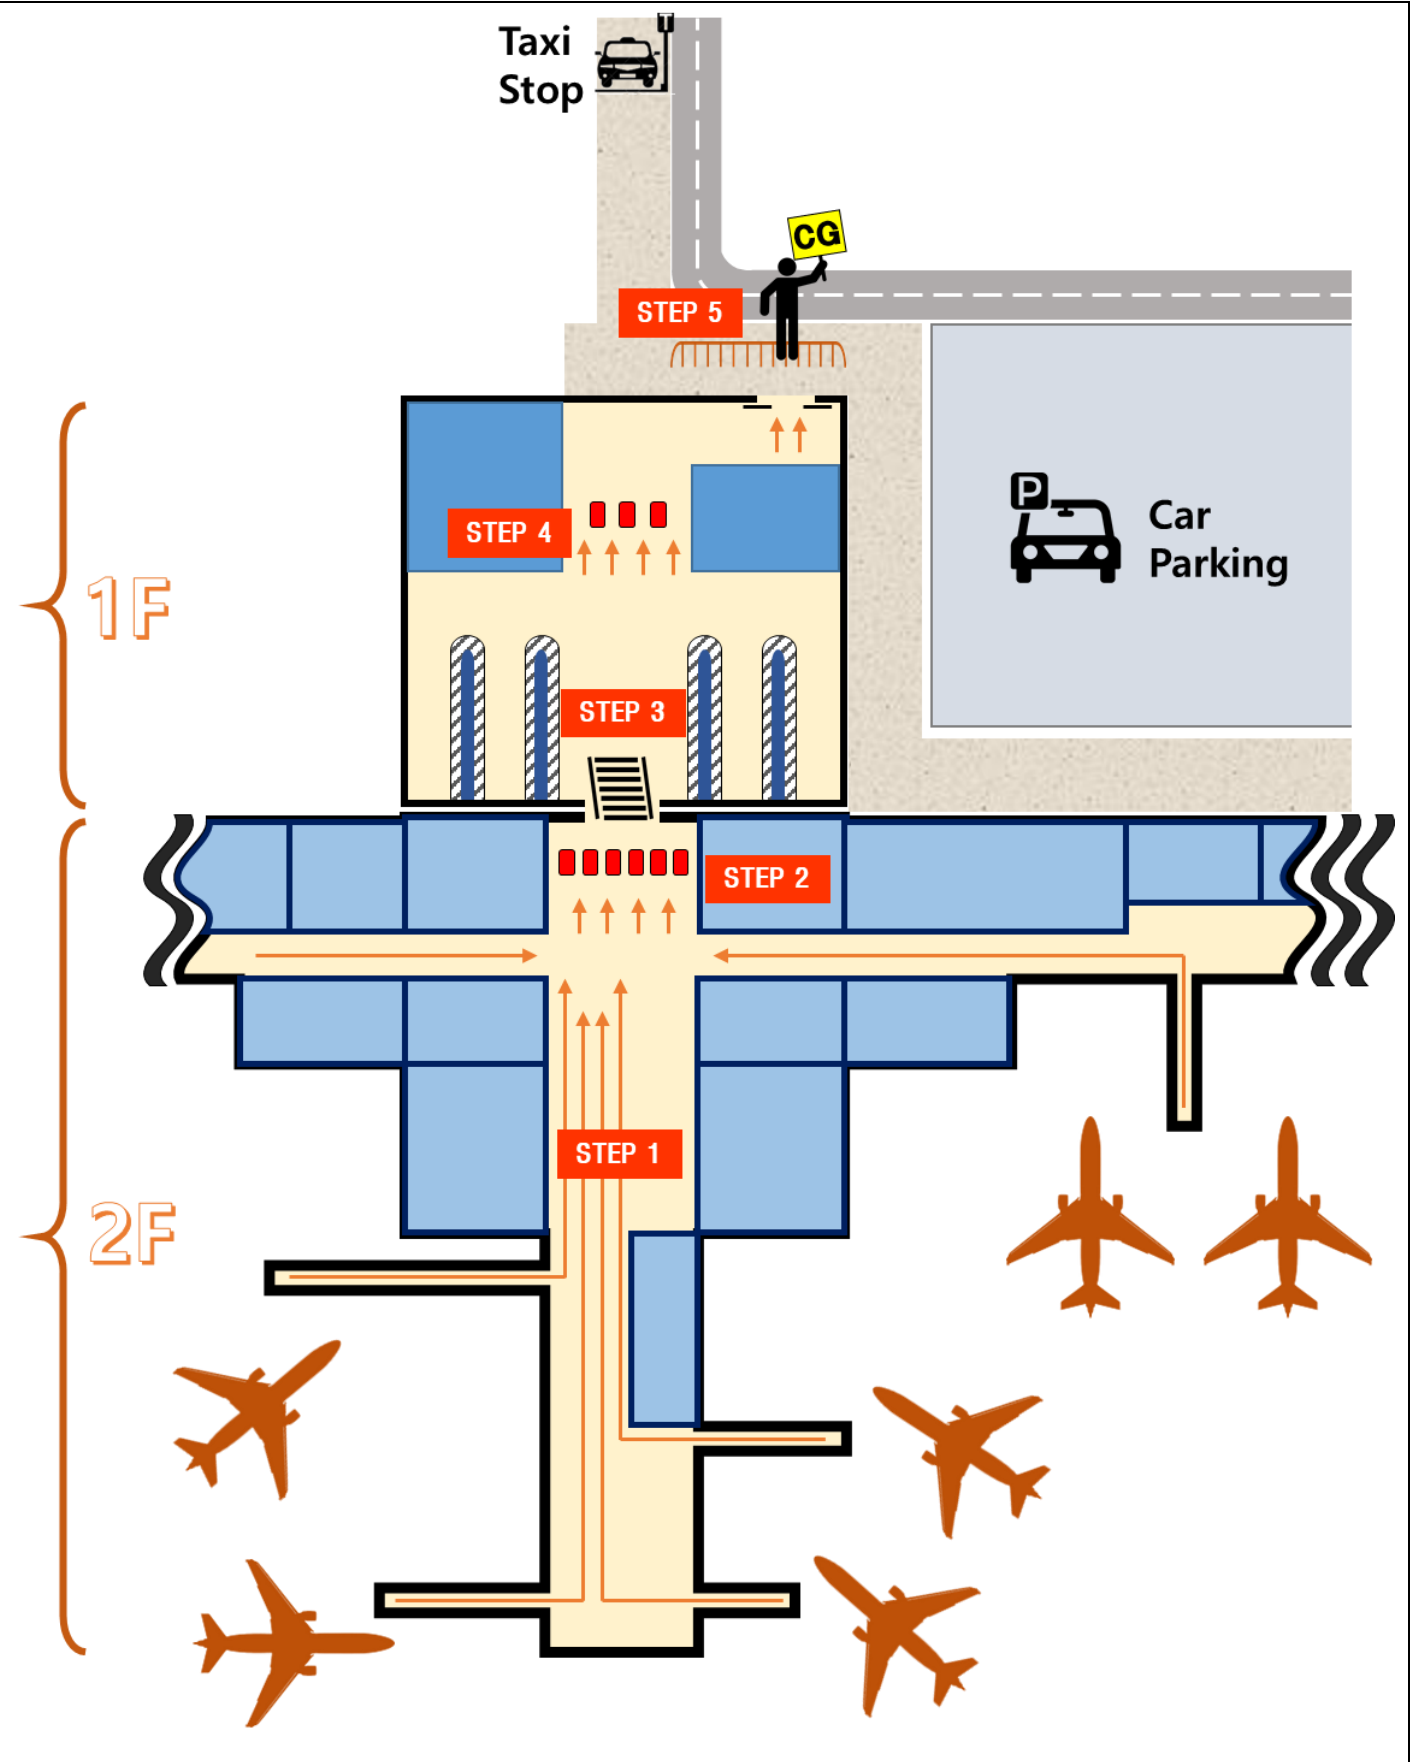 Taxi
Stop
T
CG
STEP 5
STEP 4
P
Car
Parking
1F
STEP 3
STEP 2
STEP 1
2F